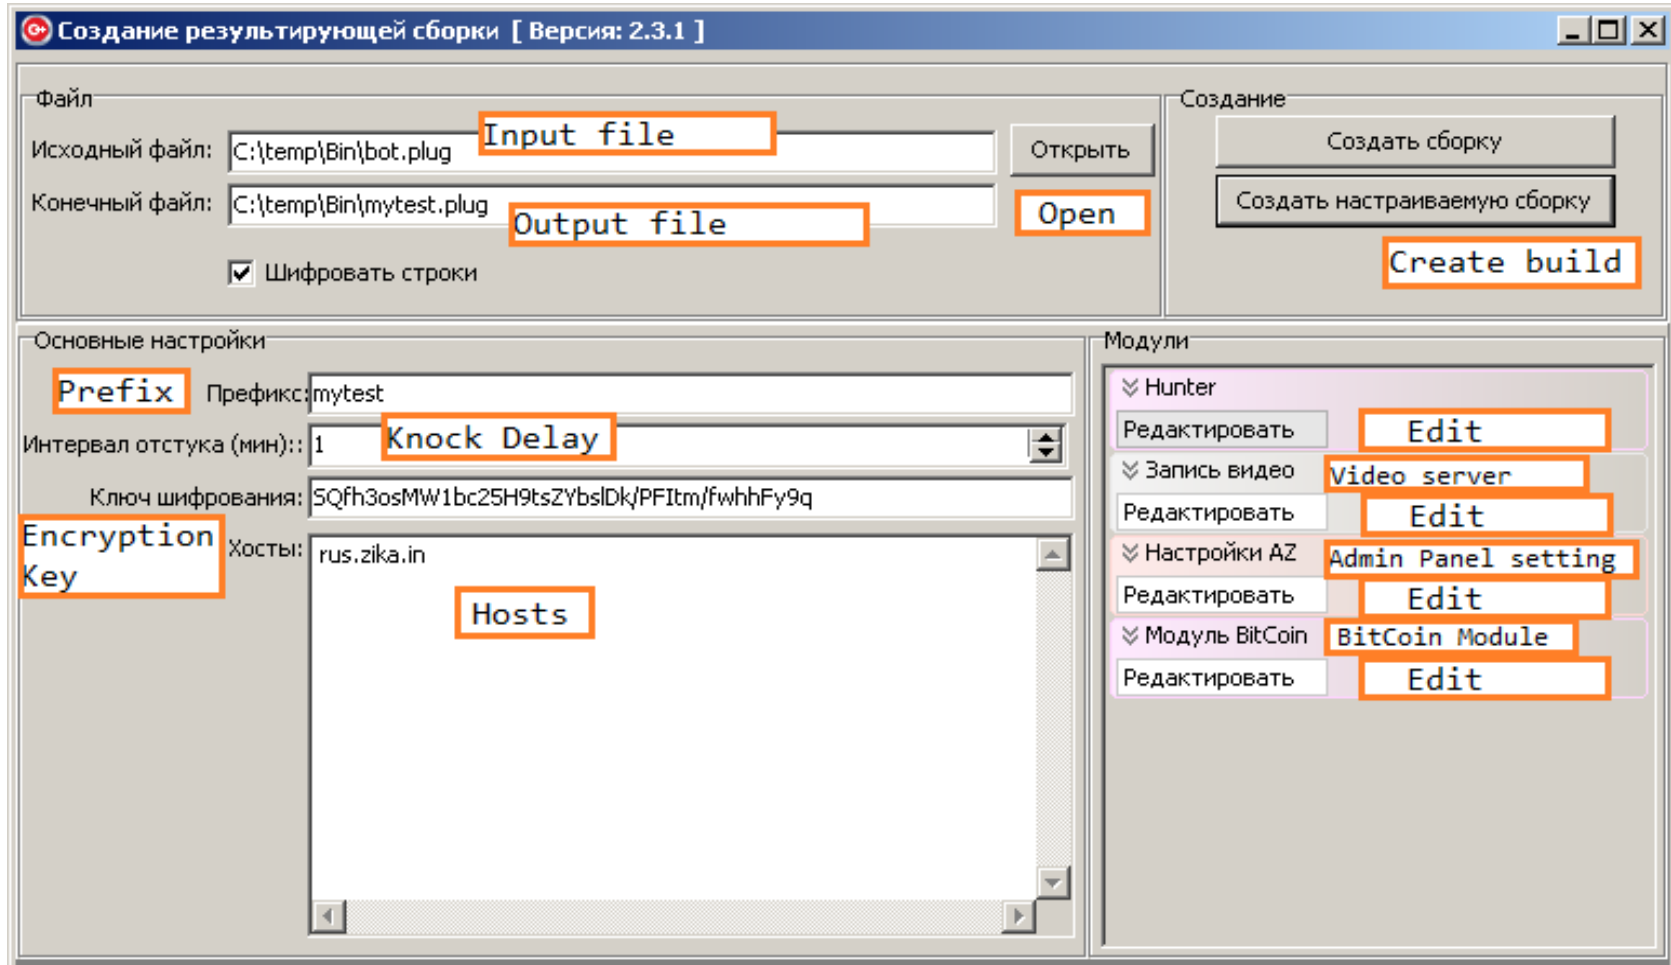 Создание результирующей сборки [ Версия: 2.3.1 ]
Файл
Исходный файл: C:\temp\Bin\bot.plug
Input file
Открыть
Конечный файл: C:\temp\Bin\mytest.plug
Output file
Open
Шифровать строки
Создание
Создать сборку
Создать настраиваемую сборку
Create build
Основные настройки
Prefix
Префикс: mytest
Интервал отстука (мин):: 1
Knock Delay
Ключ шифрования: SQfh3osMW1bc25H9tsZYbslDk/PFItm/fwhhFy9q
Encryption
Key
Хосты: rus.zika.in
Hosts
Модули
Hunter
Редактировать Edit
Запись видео Video server
Редактировать Edit
Настройки AZ Admin Panel setting
Редактировать Edit
Модуль BitCoin BitCoin Module
Редактировать Edit